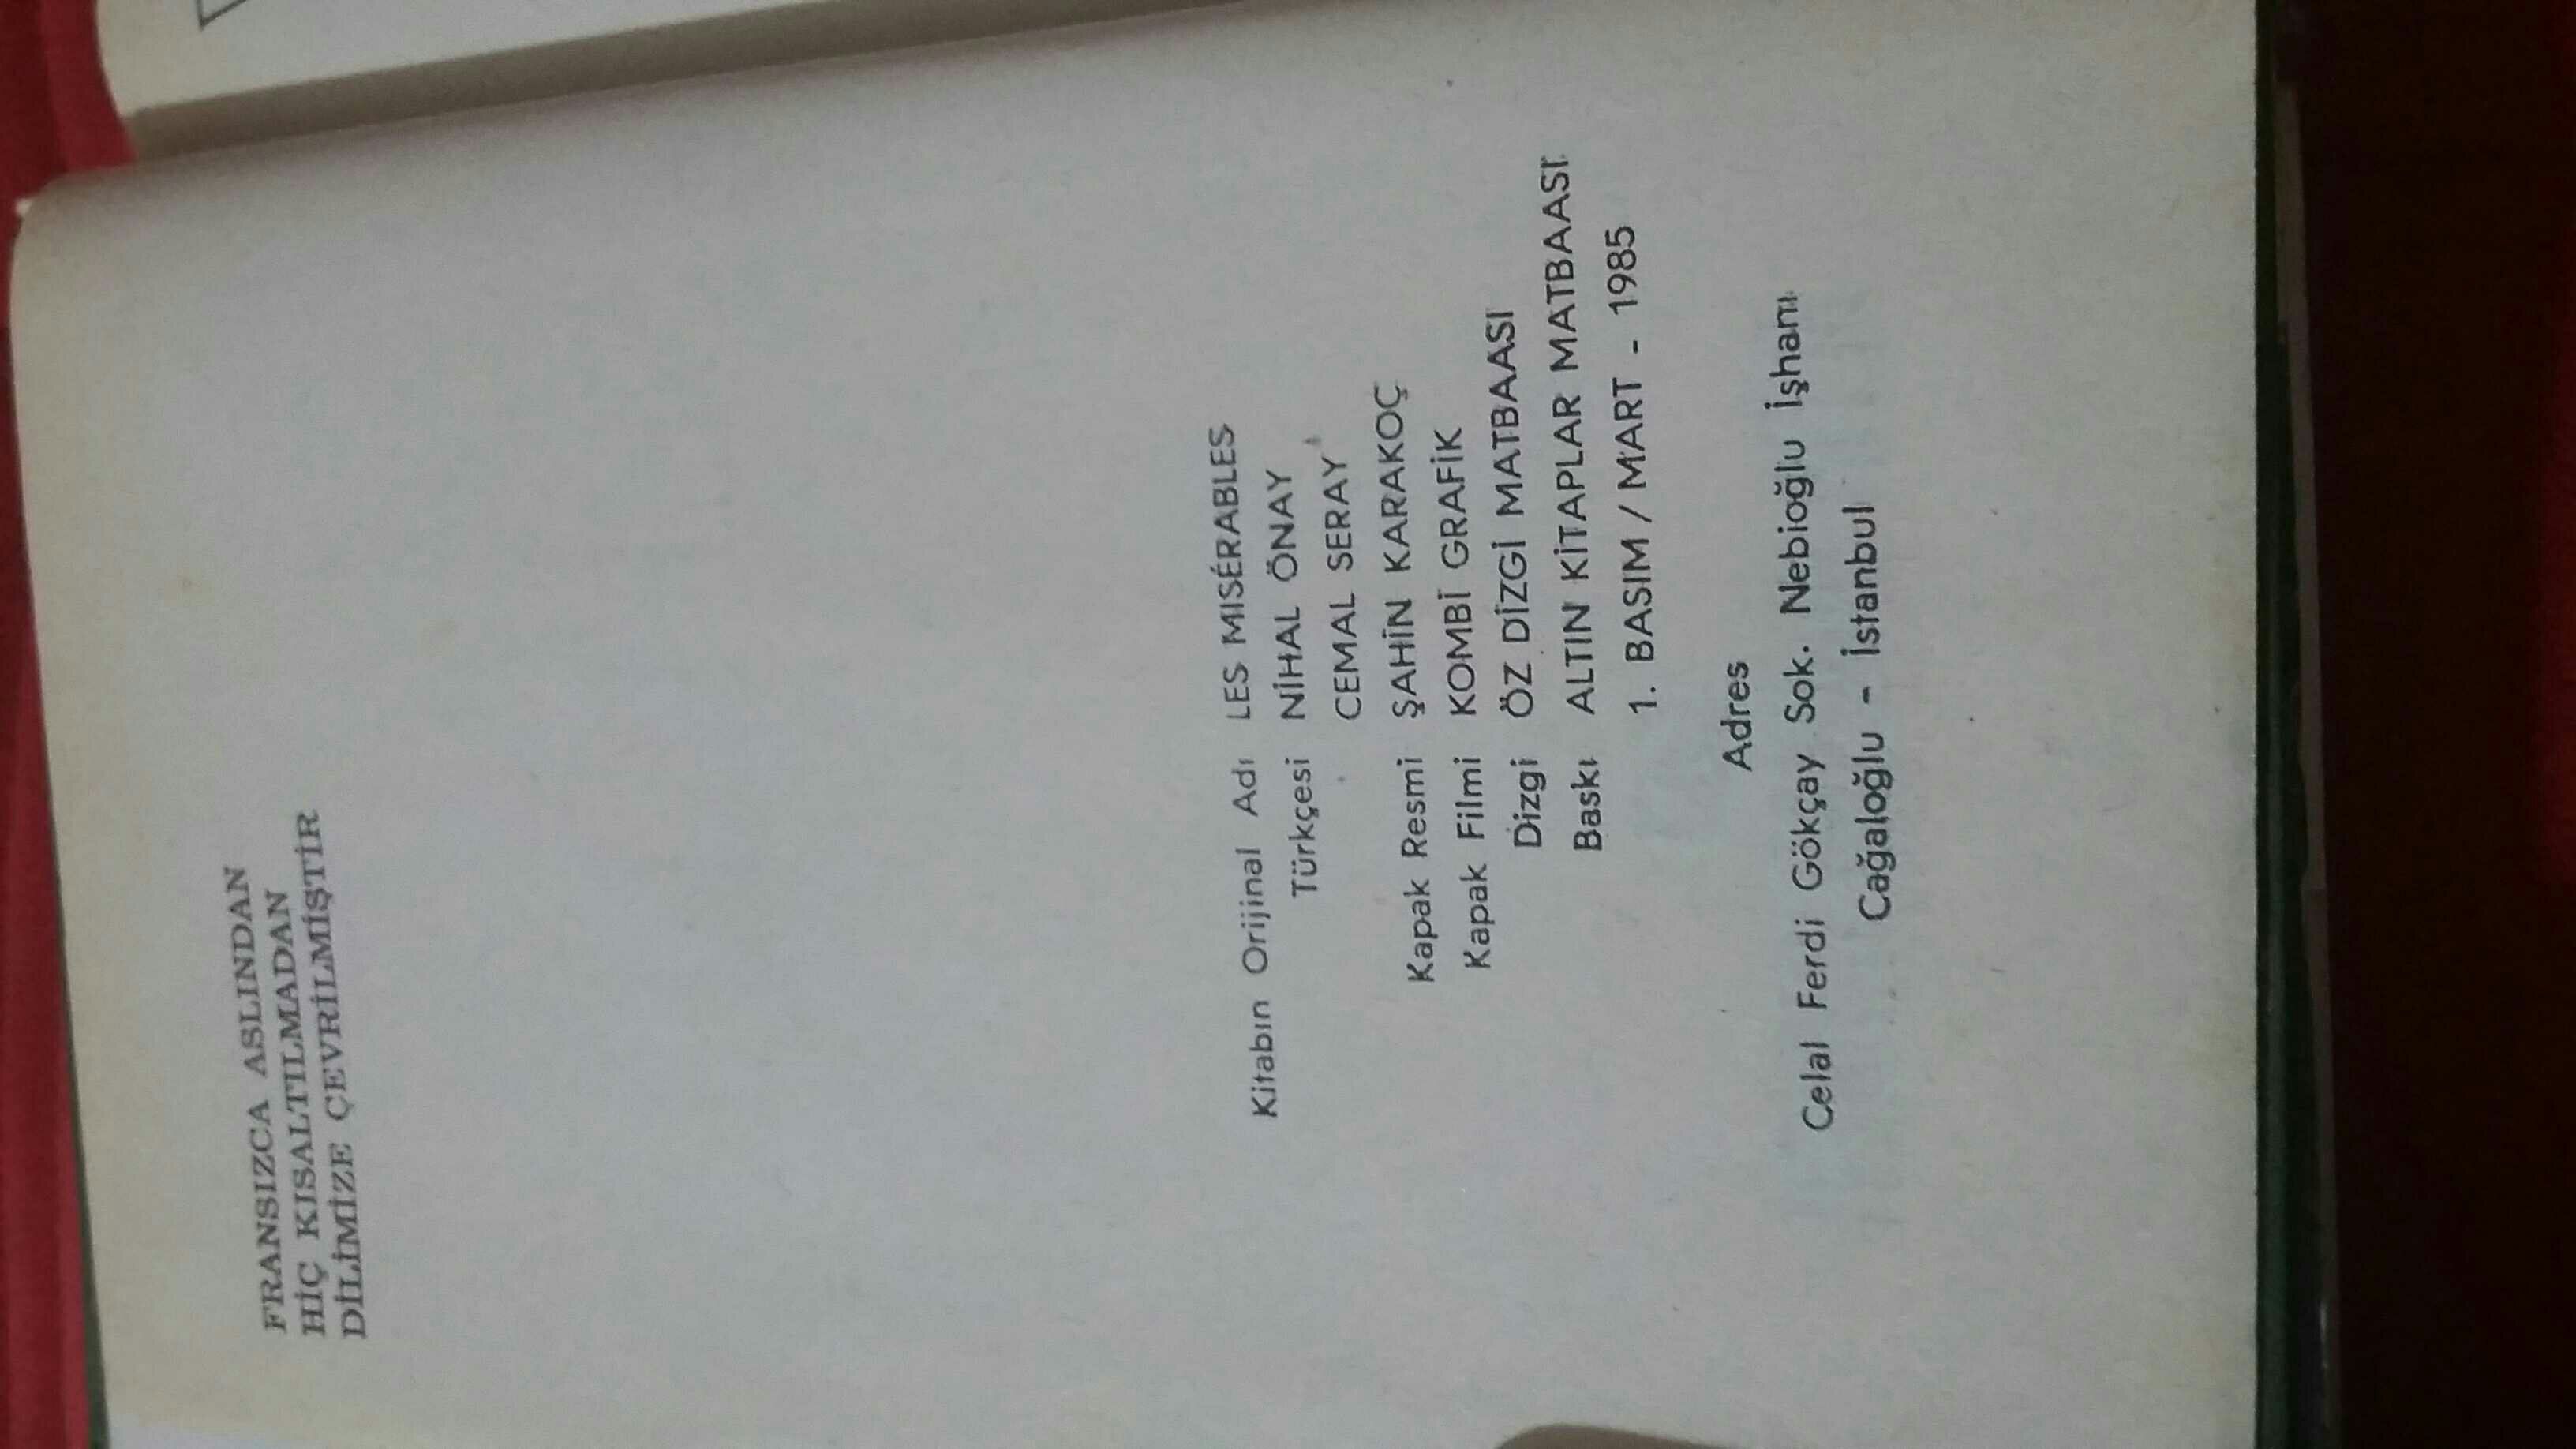 FRANSIZCA ASLINDAN
HİÇ KISALTILMADAN
DİLİMİZE ÇEVRİLMİŞTİR
Kitabın Orijinal Adı LES MISÉRABLES
Türkçesi NİHAL ÖNAY
CEMAL SERAY
Kapak Resmi ŞAHİN KARAKOÇ
Kapak Filmi KOMBİ GRAFİK
Dizgi ÖZ DİZGİ MATBAASI
Baskı ALTIN KİTAPLAR MATBAASI
1. BASIM / MART - 1985
Adres
Celal Ferdi Gökçay Sok. Nebioğlu İşhanı
Cağaloğlu - İstanbul